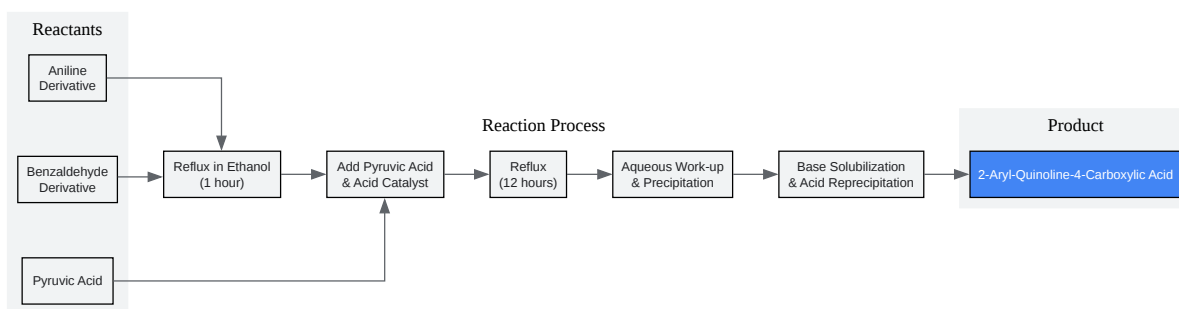 Reactants
Aniline
Derivative
Reaction Process
Product
Benzaldehyde
Derivative
Reflux in Ethanol
(1 hour)
Add Pyruvic Acid
& Acid Catalyst
Reflux
(12 hours)
Aqueous Work-up
& Precipitation
Base Solubilization
& Acid Reprecipitation
2-Aryl-Quinoline-4-Carboxylic Acid
Pyruvic Acid